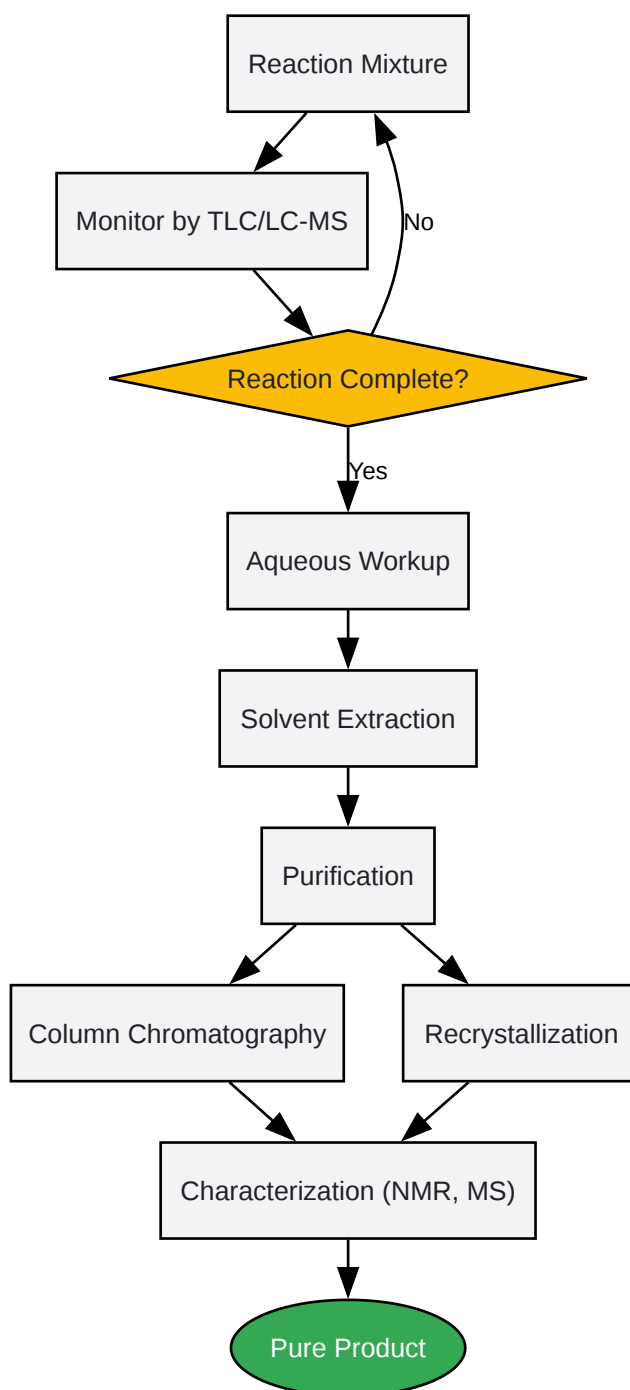 Reaction Mixture
Monitor by TLC/LC-MS
No
Reaction Complete?
Yes
Aqueous Workup
Solvent Extraction
Purification
Column Chromatography
Recrystallization
Characterization (NMR, MS)
Pure Product